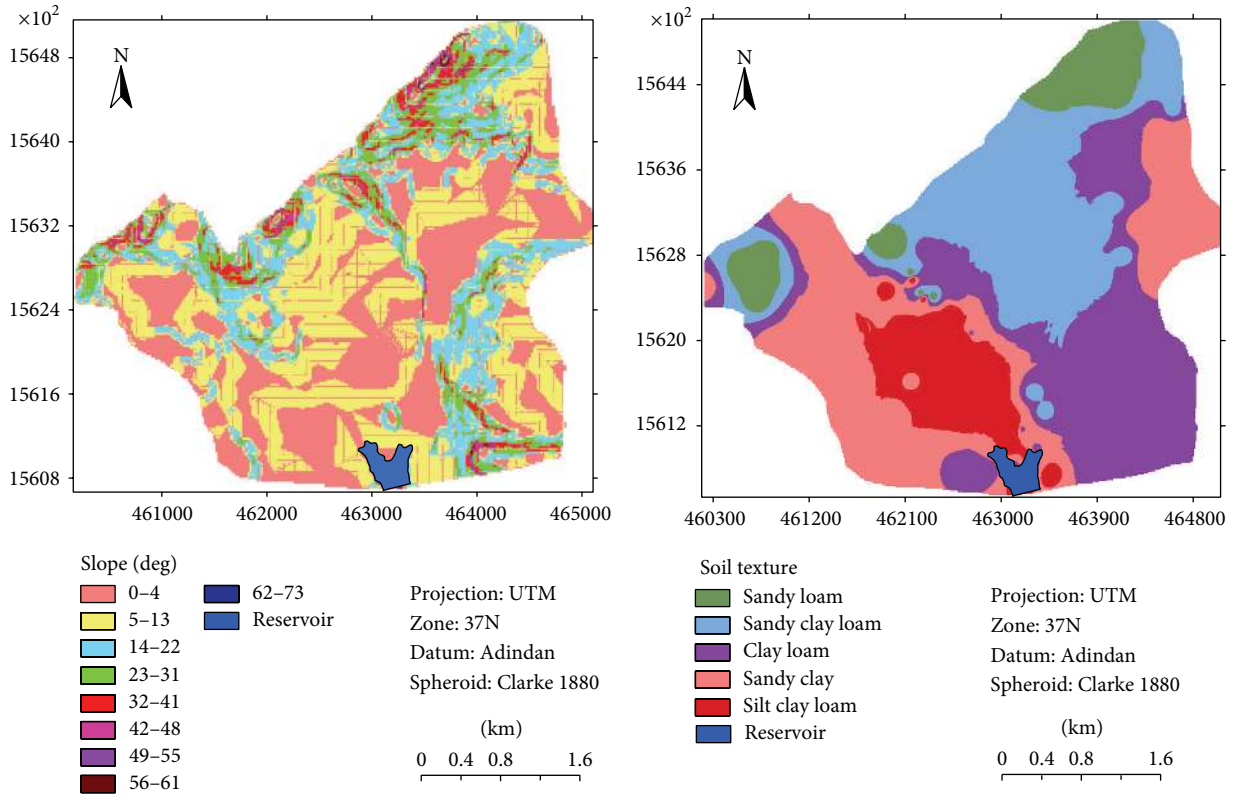 ×10²
15648
15640
15632
15624
15616
15608
N
461000 462000 463000 464000 465000
Slope (deg)
0–4
5–13
14–22
23–31
32–41
42–48
49–55
56–61
62–73
Reservoir
Projection: UTM
Zone: 37N
Datum: Adindan
Spheroid: Clarke 1880
(km)
0 0.4 0.8 1.6
×10²
15644
15636
15628
15620
15612
N
460300 461200 462100 463000 463900 464800
Soil texture
Sandy loam
Sandy clay loam
Clay loam
Sandy clay
Silt clay loam
Reservoir
Projection: UTM
Zone: 37N
Datum: Adindan
Spheroid: Clarke 1880
(km)
0 0.4 0.8 1.6